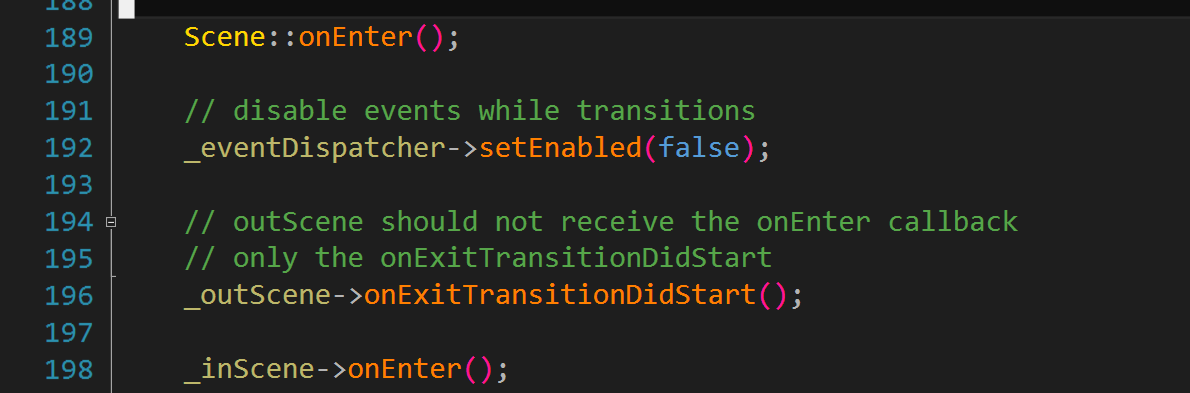 188
189 Scene::onEnter();
190
191 // disable events while transitions
192 _eventDispatcher->setEnabled(false);
193
194 // outScene should not receive the onEnter callback
195 // only the onExitTransitionDidStart
196 _outScene->onExitTransitionDidStart();
197
198 _inScene->onEnter();